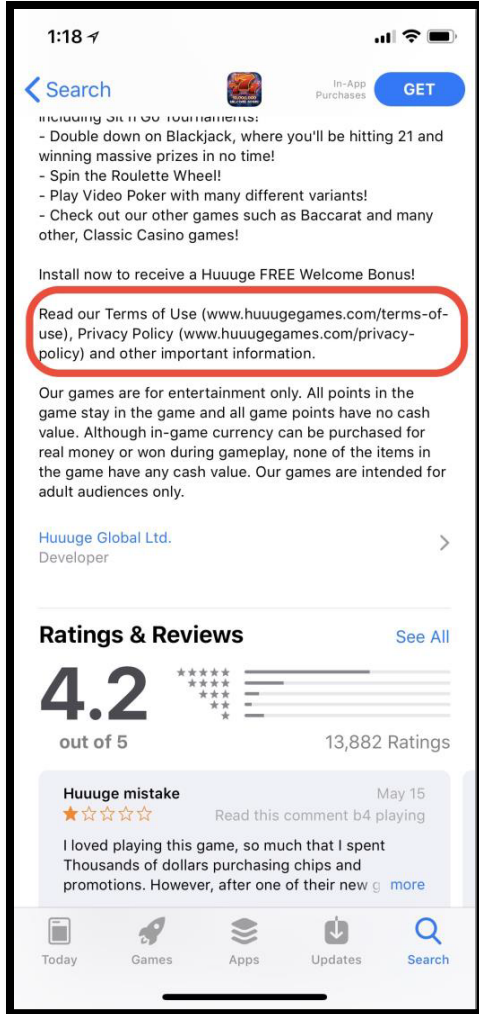 1:18
Search
In-App
Purchases
GET
including Sit n Go Tournaments!
- Double down on Blackjack, where you'll be hitting 21 and
winning massive prizes in no time!
- Spin the Roulette Wheel!
- Play Video Poker with many different variants!
- Check out our other games such as Baccarat and many
other, Classic Casino games!
Install now to receive a Huuuge FREE Welcome Bonus!
Read our Terms of Use (www.huuugegames.com/terms-of-
use), Privacy Policy (www.huuugegames.com/privacy-
policy) and other important information.
Our games are for entertainment only. All points in the
game stay in the game and all game points have no cash
value. Although in-game currency can be purchased for
real money or won during gameplay, none of the items in
the game have any cash value. Our games are intended for
adult audiences only.
Huuuge Global Ltd.
Developer
Ratings & Reviews
See All
4.2
out of 5
13,882 Ratings
Huuuge mistake
May 15
Read this comment b4 playing
I loved playing this game, so much that I spent
Thousands of dollars purchasing chips and
promotions. However, after one of their new g more
Today
Games
Apps
Updates
Search